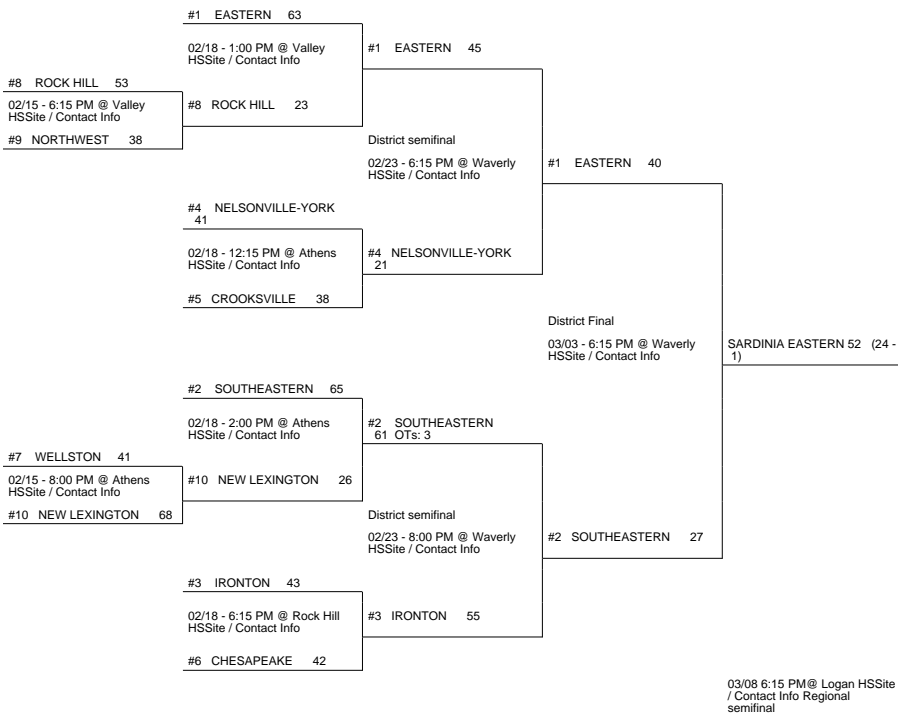 #1 EASTERN 63
02/18 - 1:00 PM @ Valley
HSSite / Contact Info
#1 EASTERN 45
#8 ROCK HILL 53
02/15 - 6:15 PM @ Valley
HSSite / Contact Info
#8 ROCK HILL 23
#9 NORTHWEST 38
District semifinal
02/23 - 6:15 PM @ Waverly
HSSite / Contact Info
#1 EASTERN 40
#4 NELSONVILLE-YORK
41
02/18 - 12:15 PM @ Athens
HSSite / Contact Info
#4 NELSONVILLE-YORK
21
#5 CROOKSVILLE 38
District Final
03/03 - 6:15 PM @ Waverly
HSSite / Contact Info
SARDINIA EASTERN 52 (24 -
1)
#2 SOUTHEASTERN 65
02/18 - 2:00 PM @ Athens
HSSite / Contact Info
#2 SOUTHEASTERN
61 OTs: 3
#7 WELLSTON 41
02/15 - 8:00 PM @ Athens
HSSite / Contact Info
#10 NEW LEXINGTON 26
#10 NEW LEXINGTON 68
District semifinal
02/23 - 8:00 PM @ Waverly
HSSite / Contact Info
#2 SOUTHEASTERN 27
#3 IRONTON 43
02/18 - 6:15 PM @ Rock Hill
HSSite / Contact Info
#3 IRONTON 55
#6 CHESAPEAKE 42
03/08 6:15 PM@ Logan HSSite
/ Contact Info Regional
semifinal